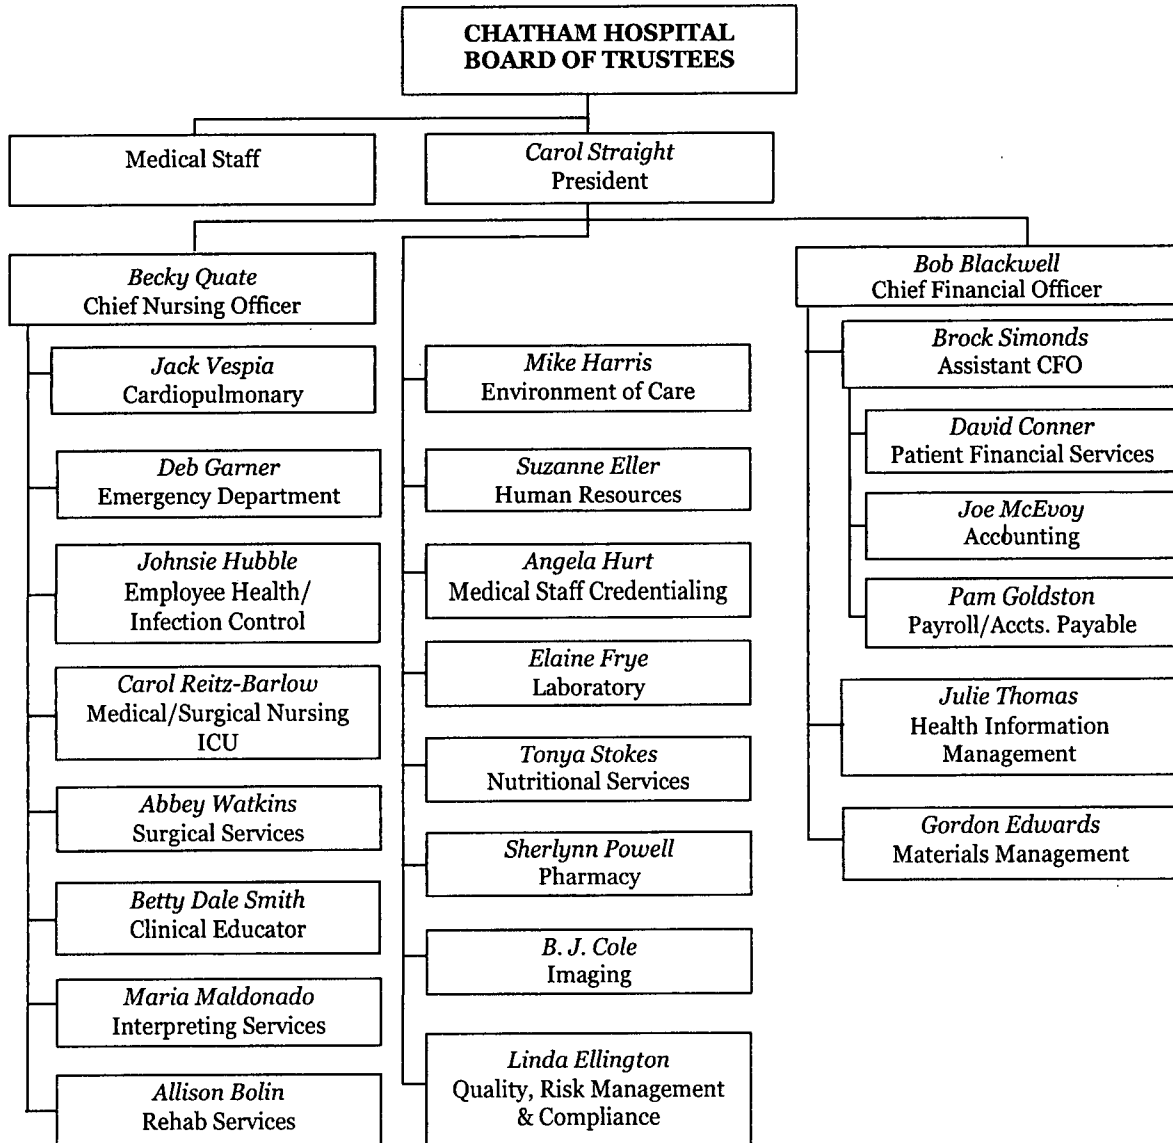 CHATHAM HOSPITAL
BOARD OF TRUSTEES
Medical Staff
Carol Straight
President
Becky Quate
Chief Nursing Officer
Jack Vespia
Cardiopulmonary
Deb Garner
Emergency Department
Johnsie Hubble
Employee Health/
Infection Control
Carol Reitz-Barlow
Medical/Surgical Nursing
ICU
Abbey Watkins
Surgical Services
Betty Dale Smith
Clinical Educator
Maria Maldonado
Interpreting Services
Allison Bolin
Rehab Services
Mike Harris
Environment of Care
Suzanne Eller
Human Resources
Angela Hurt
Medical Staff Credentialing
Elaine Frye
Laboratory
Tonya Stokes
Nutritional Services
Sherlynn Powell
Pharmacy
B. J. Cole
Imaging
Linda Ellington
Quality, Risk Management
& Compliance
Bob Blackwell
Chief Financial Officer
Brock Simonds
Assistant CFO
David Conner
Patient Financial Services
Joe McEvoy
Accounting
Pam Goldston
Payroll/Accts. Payable
Julie Thomas
Health Information
Management
Gordon Edwards
Materials Management